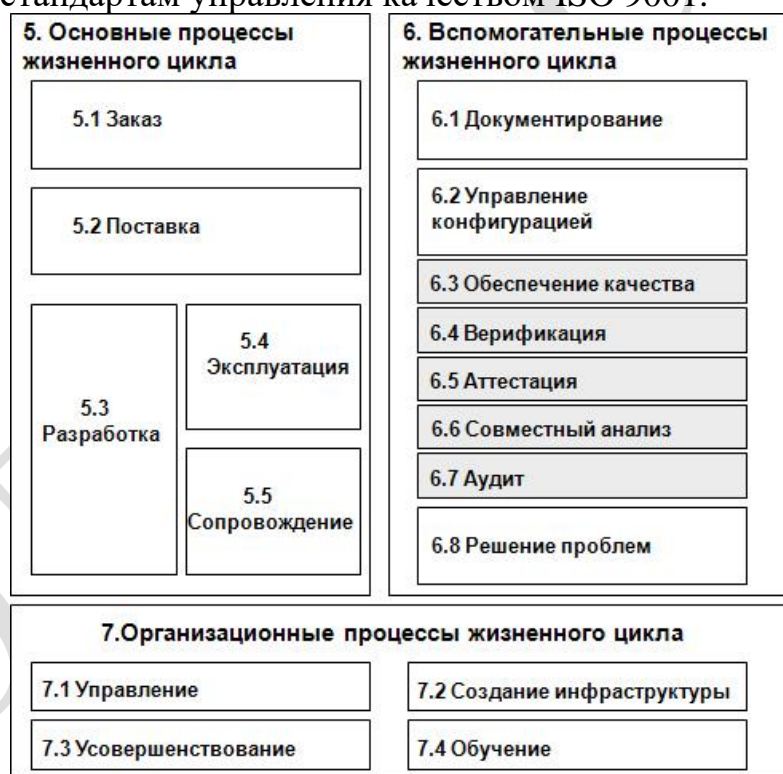 стандартам управления качеством ISO 9001.
5. Основные процессы
жизненного цикла
5.1 Заказ
5.2 Поставка
5.3
Разработка
5.4
Эксплуатация
5.5
Сопровождение
6. Вспомогательные процессы
жизненного цикла
6.1 Документирование
6.2 Управление
конфигурацией
6.3 Обеспечение качества
6.4 Верификация
6.5 Аттестация
6.6 Совместный анализ
6.7 Аудит
6.8 Решение проблем
7.Организационные процессы жизненного цикла
7.1 Управление
7.2 Создание инфраструктуры
7.3 Усовершенствование
7.4 Обучение